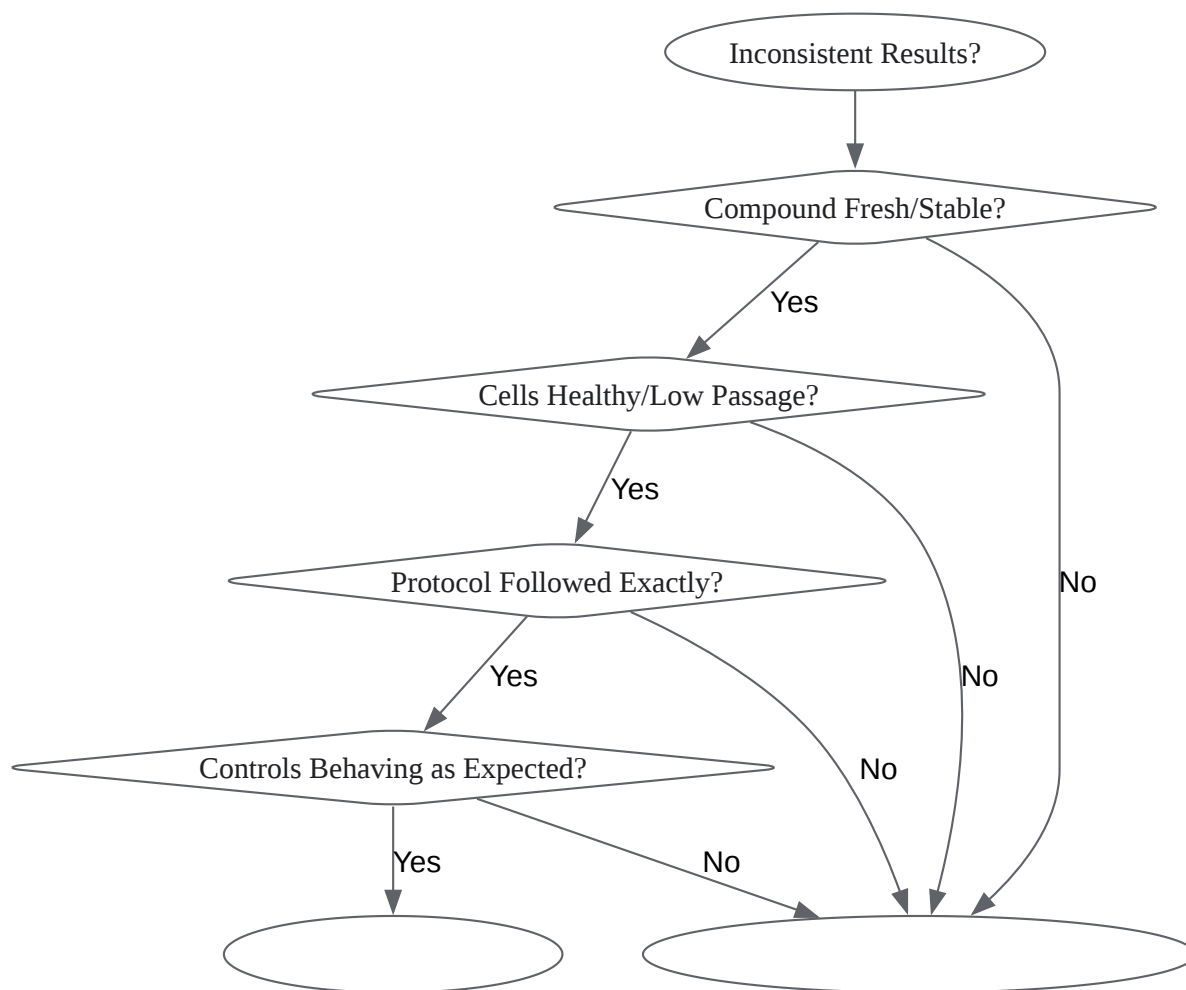 Inconsistent Results?
Compound Fresh/Stable?
Yes
Cells Healthy/Low Passage?
Yes
Protocol Followed Exactly?
No
Yes
No
Controls Behaving as Expected?
No
Yes
No